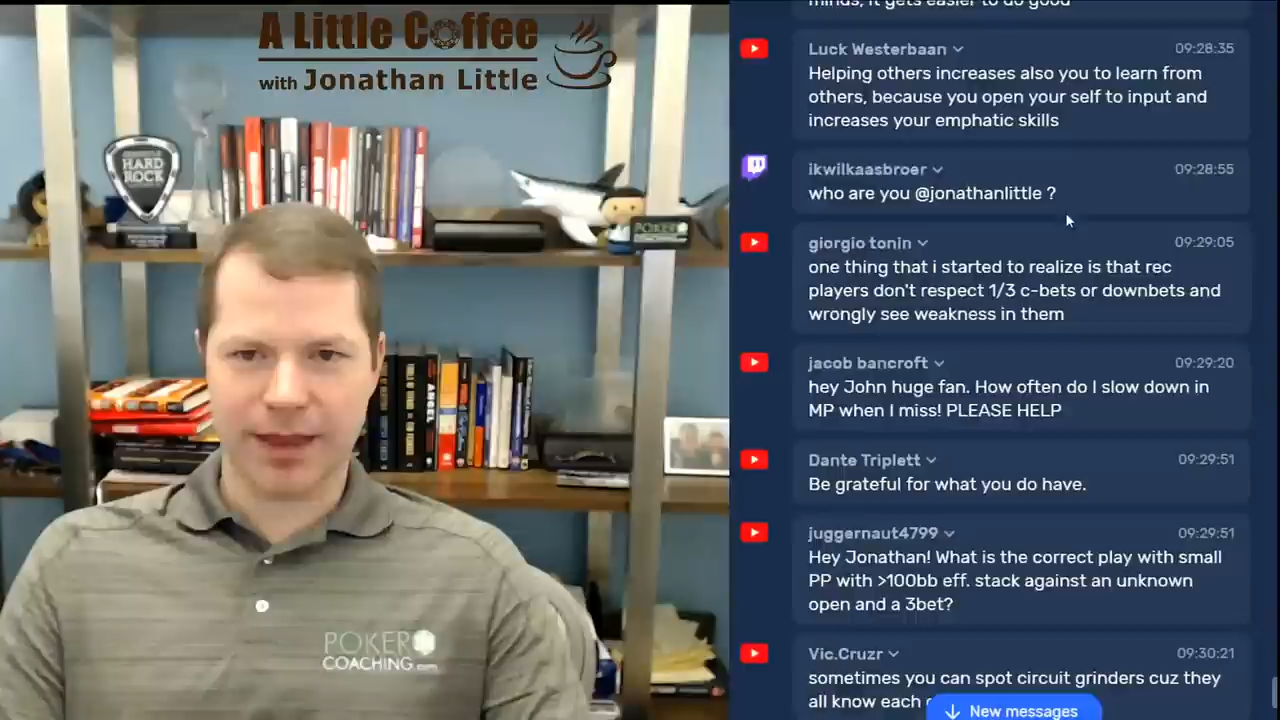 A Little Coffee
with Jonathan Little
HARD
ROCK
POKER
ANGEL
POKER
COACHING.com
minds, it gets easier to do good
Luck Westerbaan
09:28:35
Helping others increases also you to learn from
others, because you open your self to input and
increases your emphatic skills
ikwilkaasbroer
09:28:55
who are you @jonathanlittle ?
giorgio tonin
09:29:05
one thing that i started to realize is that rec
players don't respect 1/3 c-bets or downbets and
wrongly see weakness in them
jacob bancroft
09:29:20
hey John huge fan. How often do I slow down in
MP when I miss! PLEASE HELP
Dante Triplett
09:29:51
Be grateful for what you do have.
juggernaut4799
09:29:51
Hey Jonathan! What is the correct play with small
PP with >100bb eff. stack against an unknown
open and a 3bet?
Vic.Cruzr
09:30:21
sometimes you can spot circuit grinders cuz they
all know each
New messages